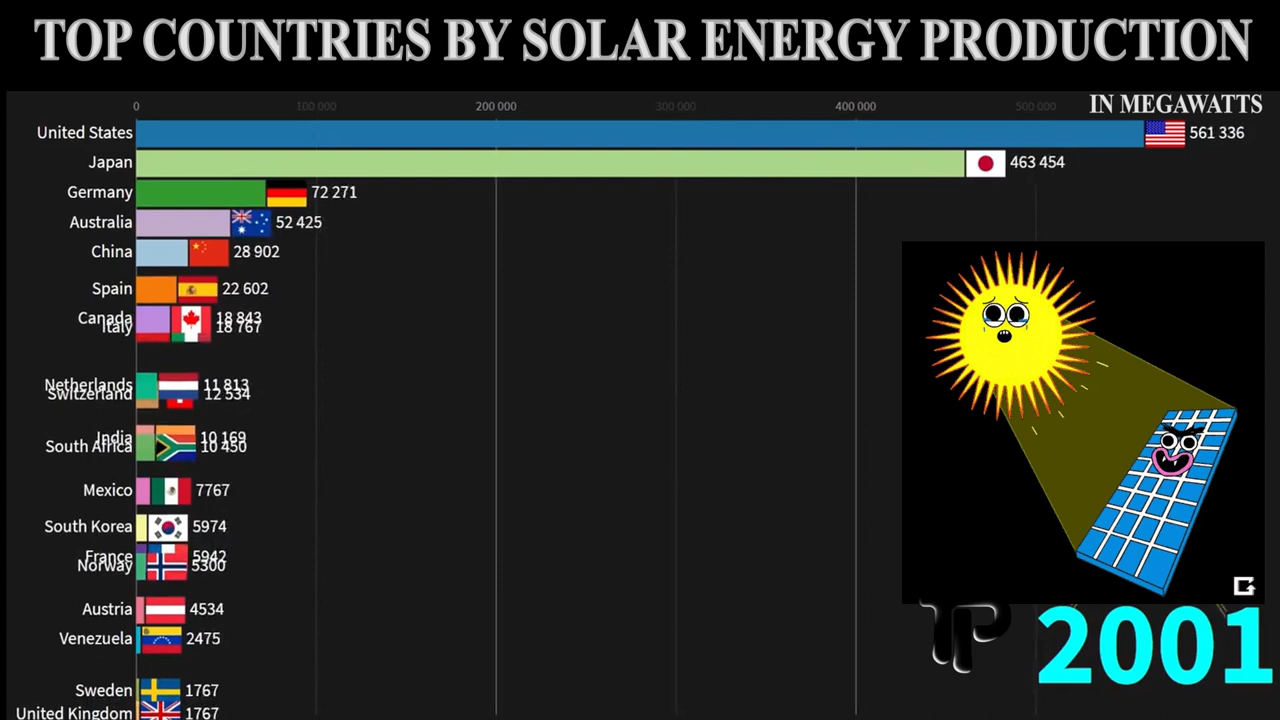 TOP COUNTRIES BY SOLAR ENERGY PRODUCTION
0 100 000 200 000 300 000 400 000 500 000 IN MEGAWATTS
United States 561 336
Japan 463 454
Germany 72 271
Australia 52 425
China 28 902
Spain 22 602
Canada 18 843
Italy 18 767
Netherlands 11 813
Switzerland 12 534
India 10 169
South Africa 10 450
Mexico 7767
South Korea 5974
France 5942
Norway 5300
Austria 4534
Venezuela 2475
TP 2001
Sweden 1767
United Kingdom 1767